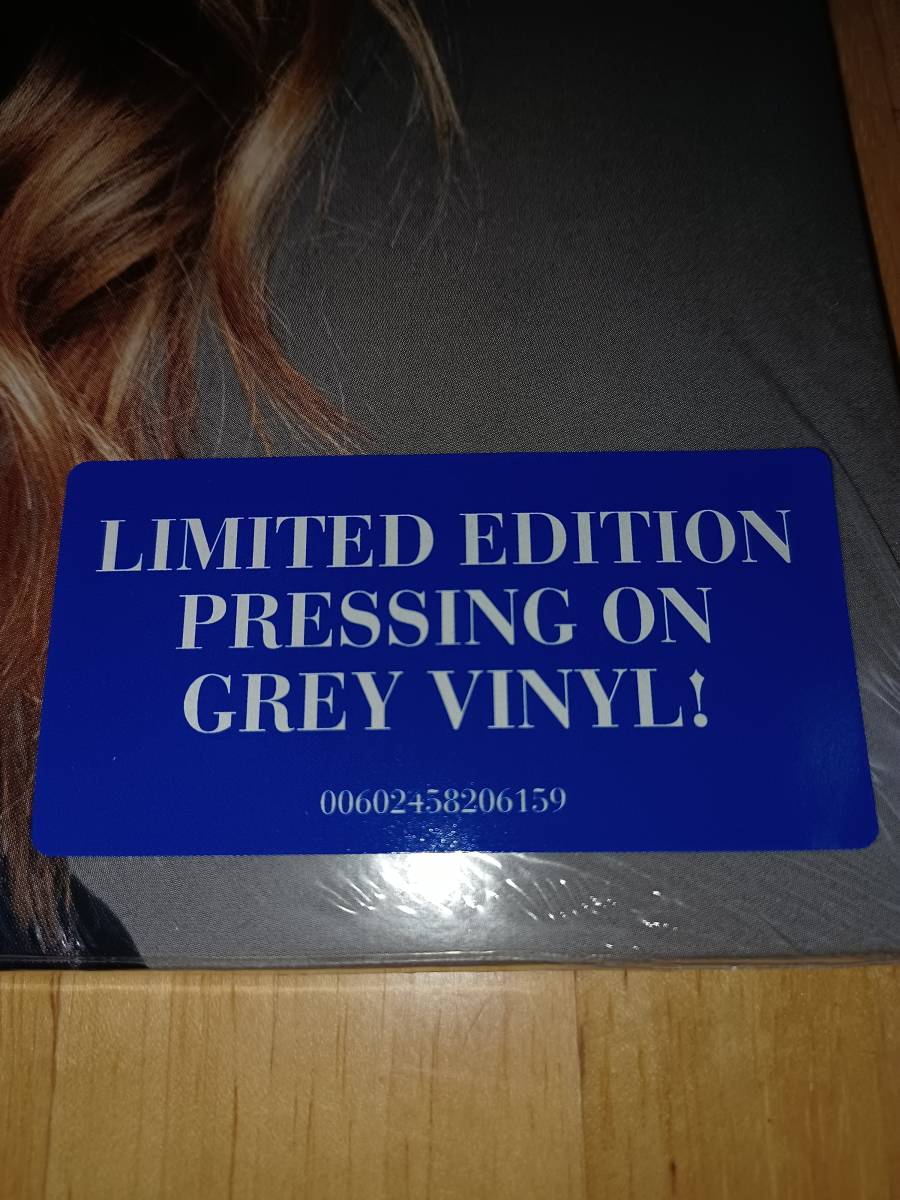 LIMITED EDITION
PRESSING ON
GREY VINYL!
00602458206159